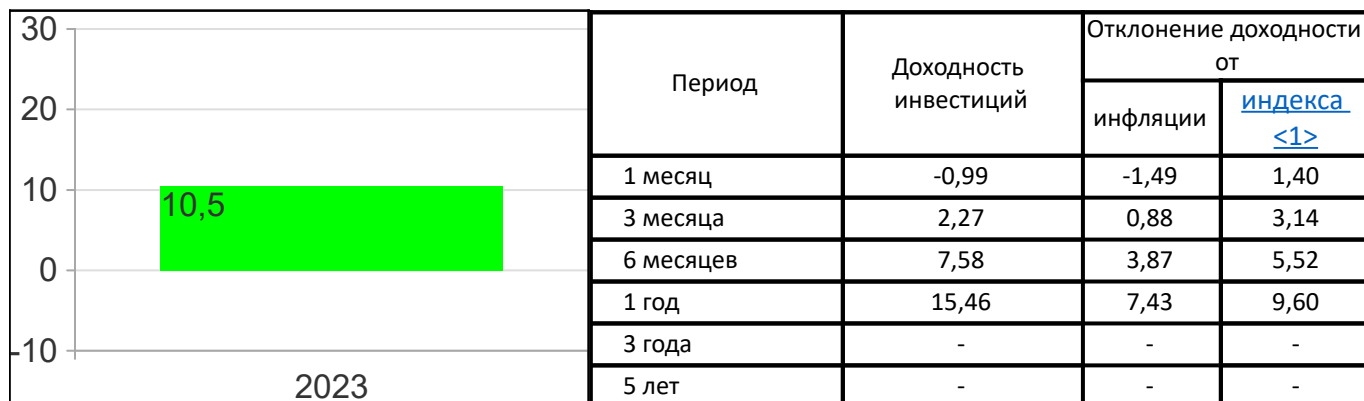 30
20
10
0
-10
10,5
2023
Период
Доходность
инвестиций
Отклонение доходности
от
инфляции
индекса
<1>
1 месяц -0,99 -1,49 1,40
3 месяца 2,27 0,88 3,14
6 месяцев 7,58 3,87 5,52
1 год 15,46 7,43 9,60
3 года - - -
5 лет - - -